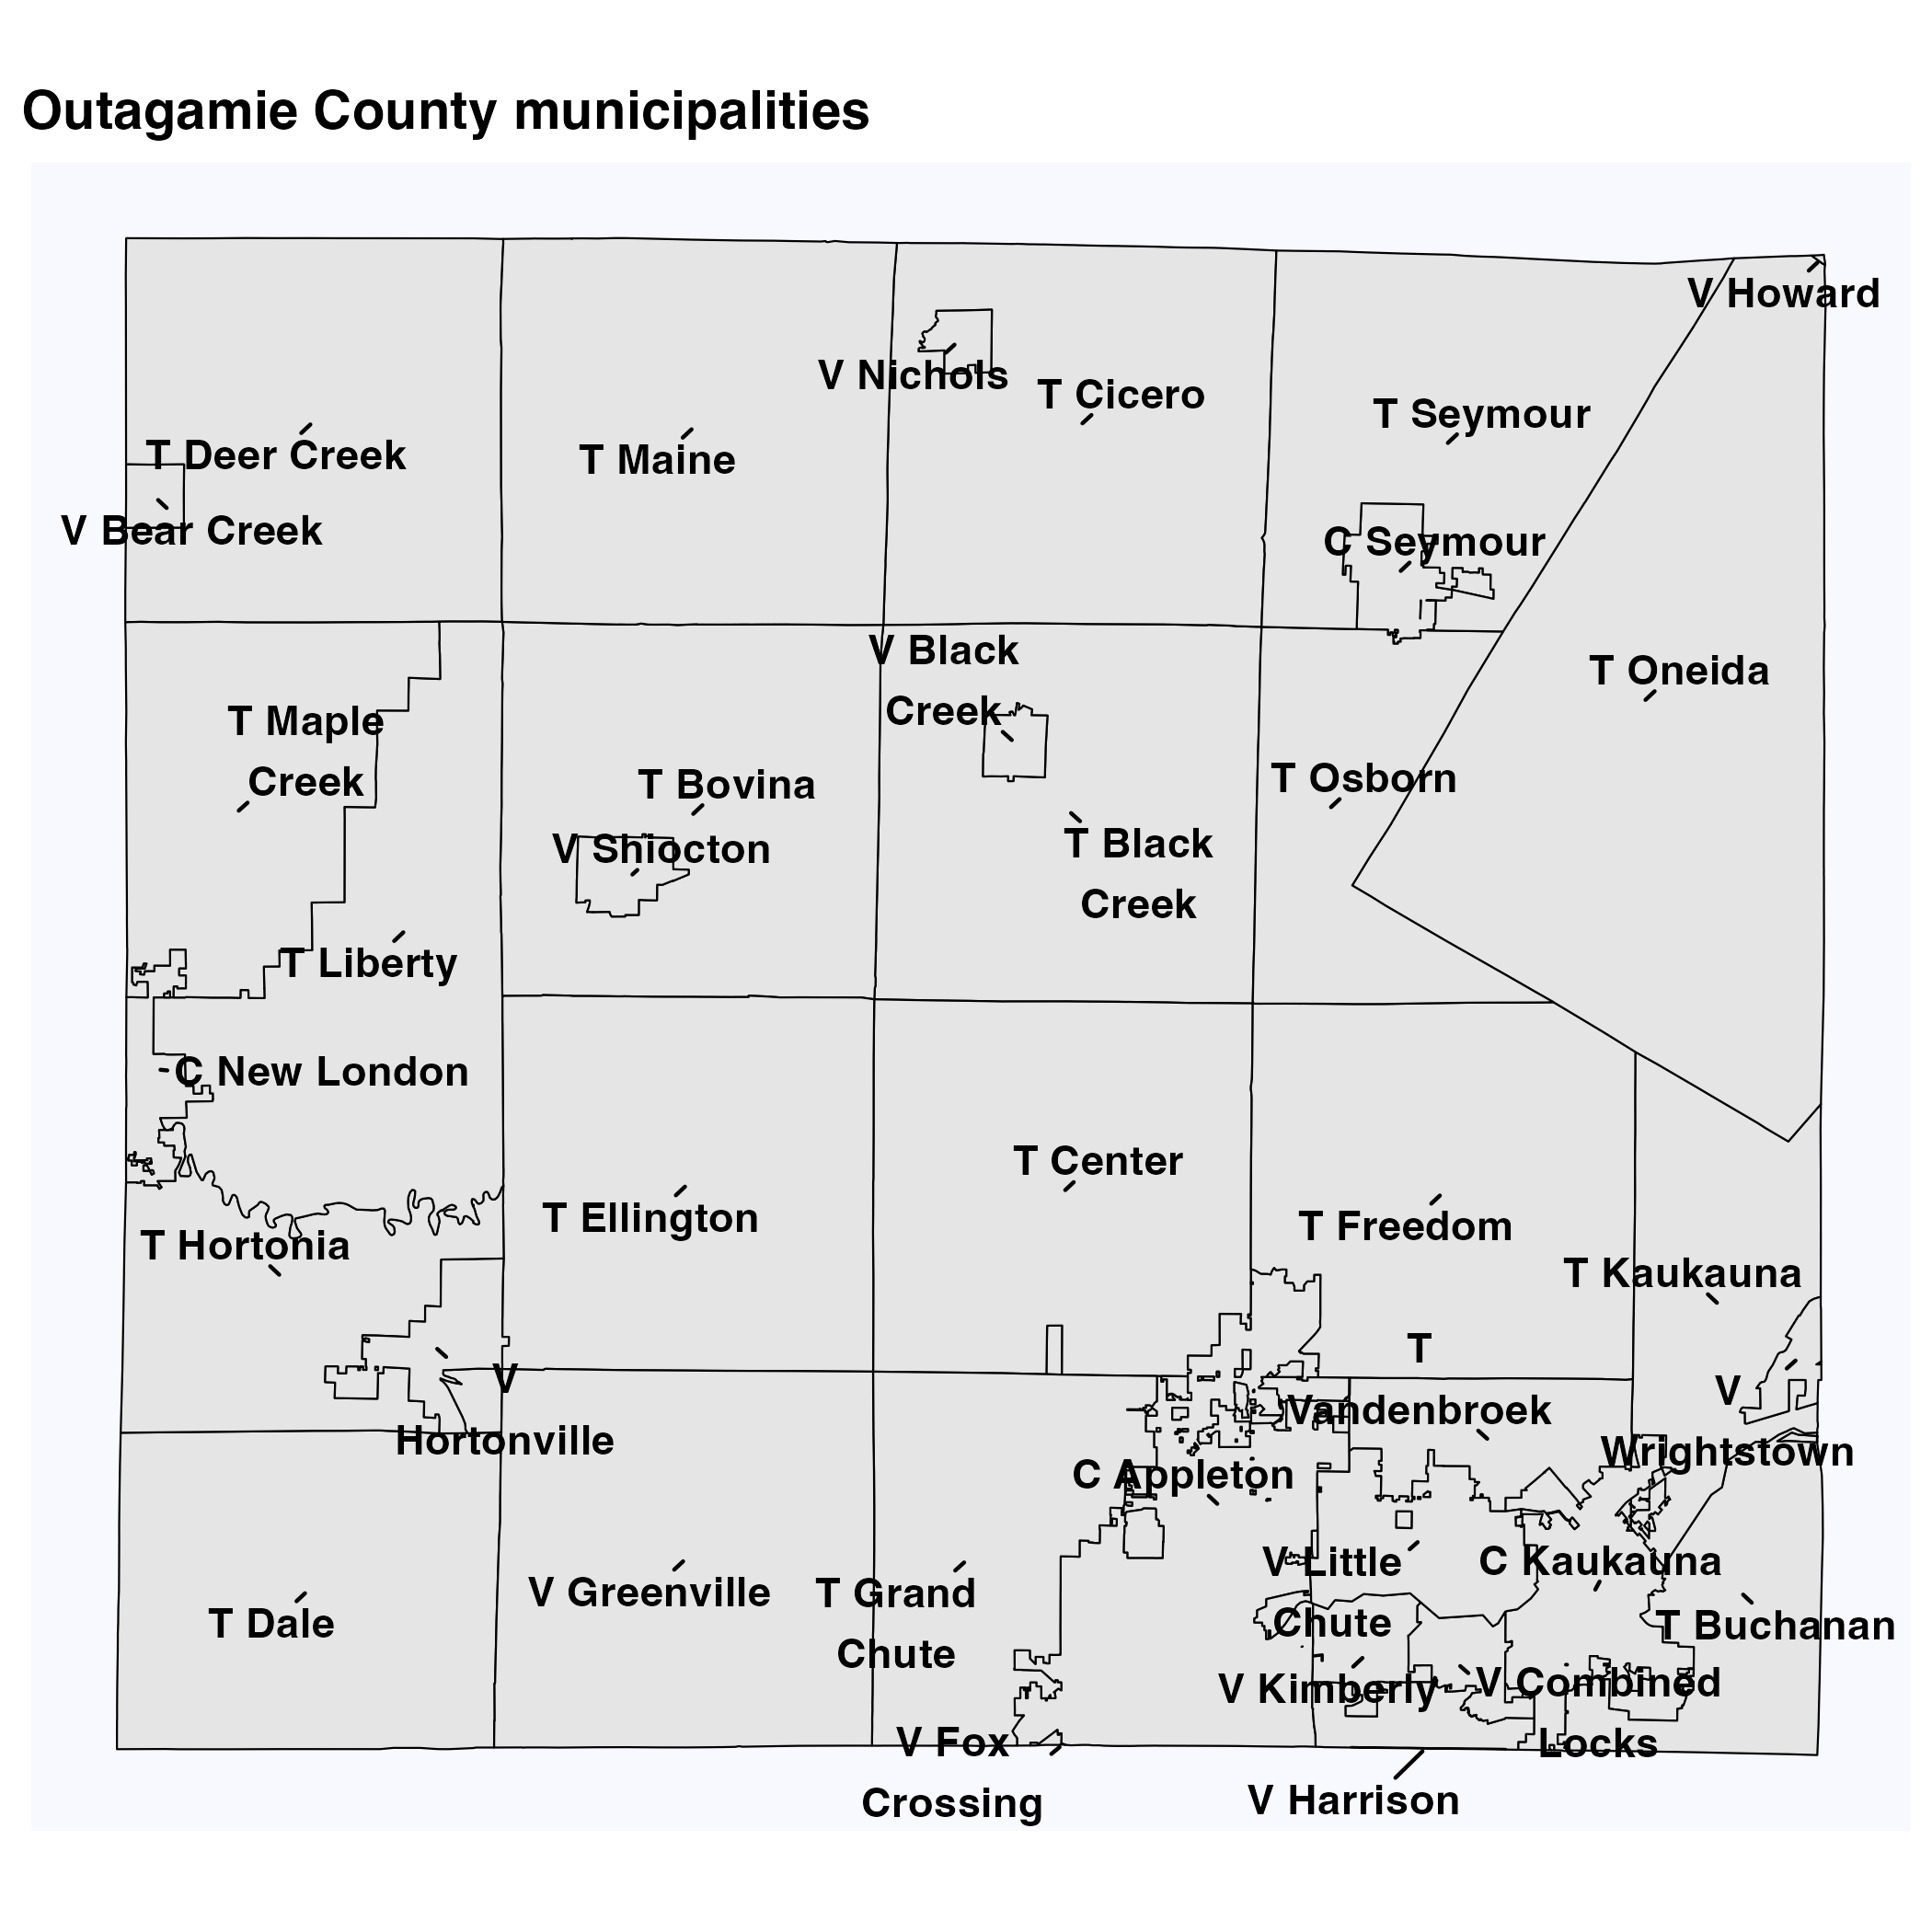 Outagamie County municipalities
V Howard
V Nichols
T Cicero
T Seymour
T Deer Creek
T Maine
V Bear Creek
C Seymour
V Black
Creek
T Oneida
T Maple
Creek
T Bovina
T Osborn
V Shiocton
T Black
Creek
T Liberty
C New London
T Center
T Ellington
T Freedom
T Hortonia
T Kaukauna
T
Vandenbroek
V
Hortonville
V
Wrightstown
C Appleton
V Little
Chute
C Kaukauna
V Greenville
T Grand
Chute
T Dale
T Buchanan
V Kimberly
V Combined
Locks
V Fox
Crossing
V Harrison